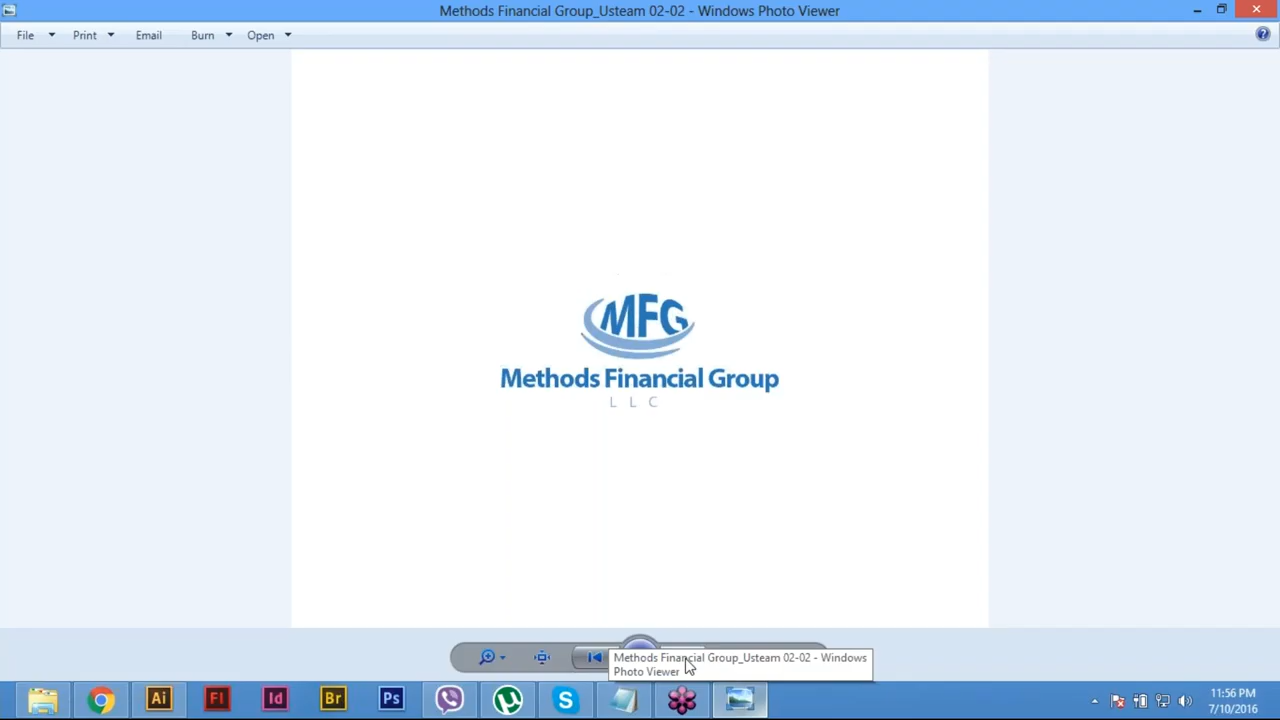 Methods Financial Group_Usteam 02-02 - Windows Photo Viewer
File Print Email Burn Open
MFG
Methods Financial Group
LLC
Methods Financial Group_Usteam 02-02 - Windows
Photo Viewer
Ai Fl Id Br Ps
11:56 PM
7/10/2016